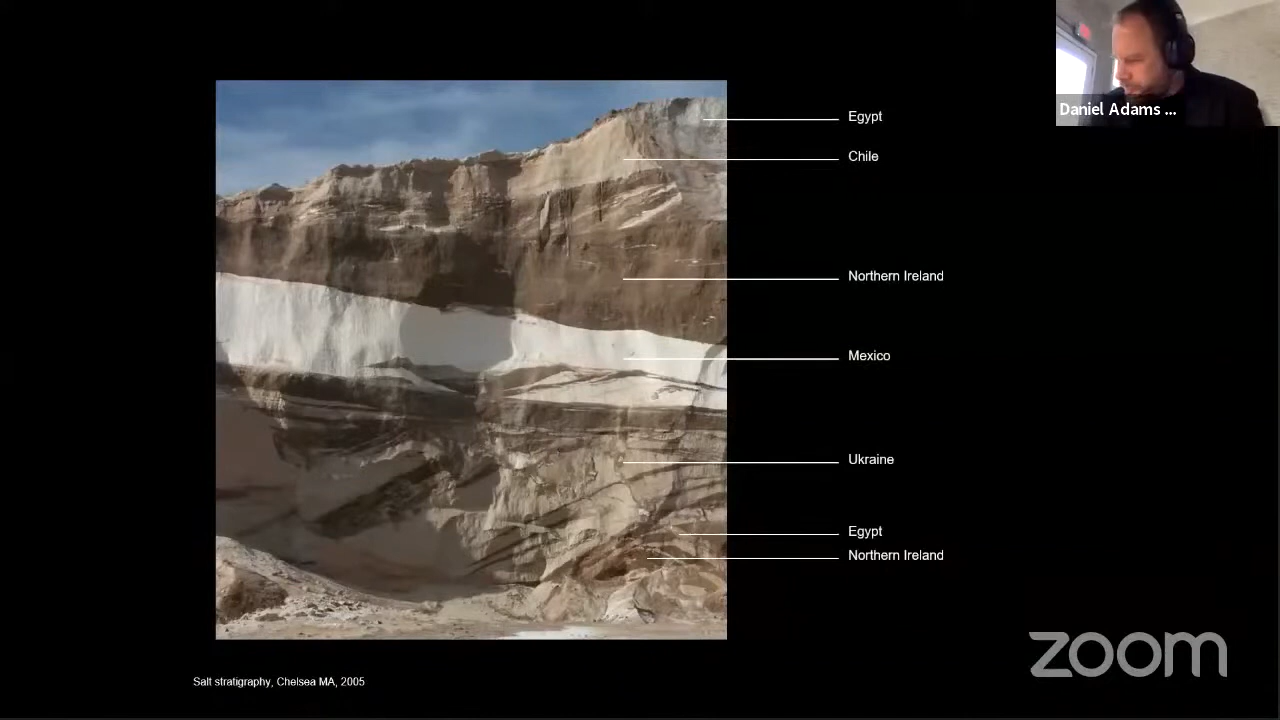 Egypt
Chile
Northern Ireland
Mexico
Ukraine
Egypt
Northern Ireland
Salt stratigraphy, Chelsea MA, 2005
Daniel Adams ...
zoom